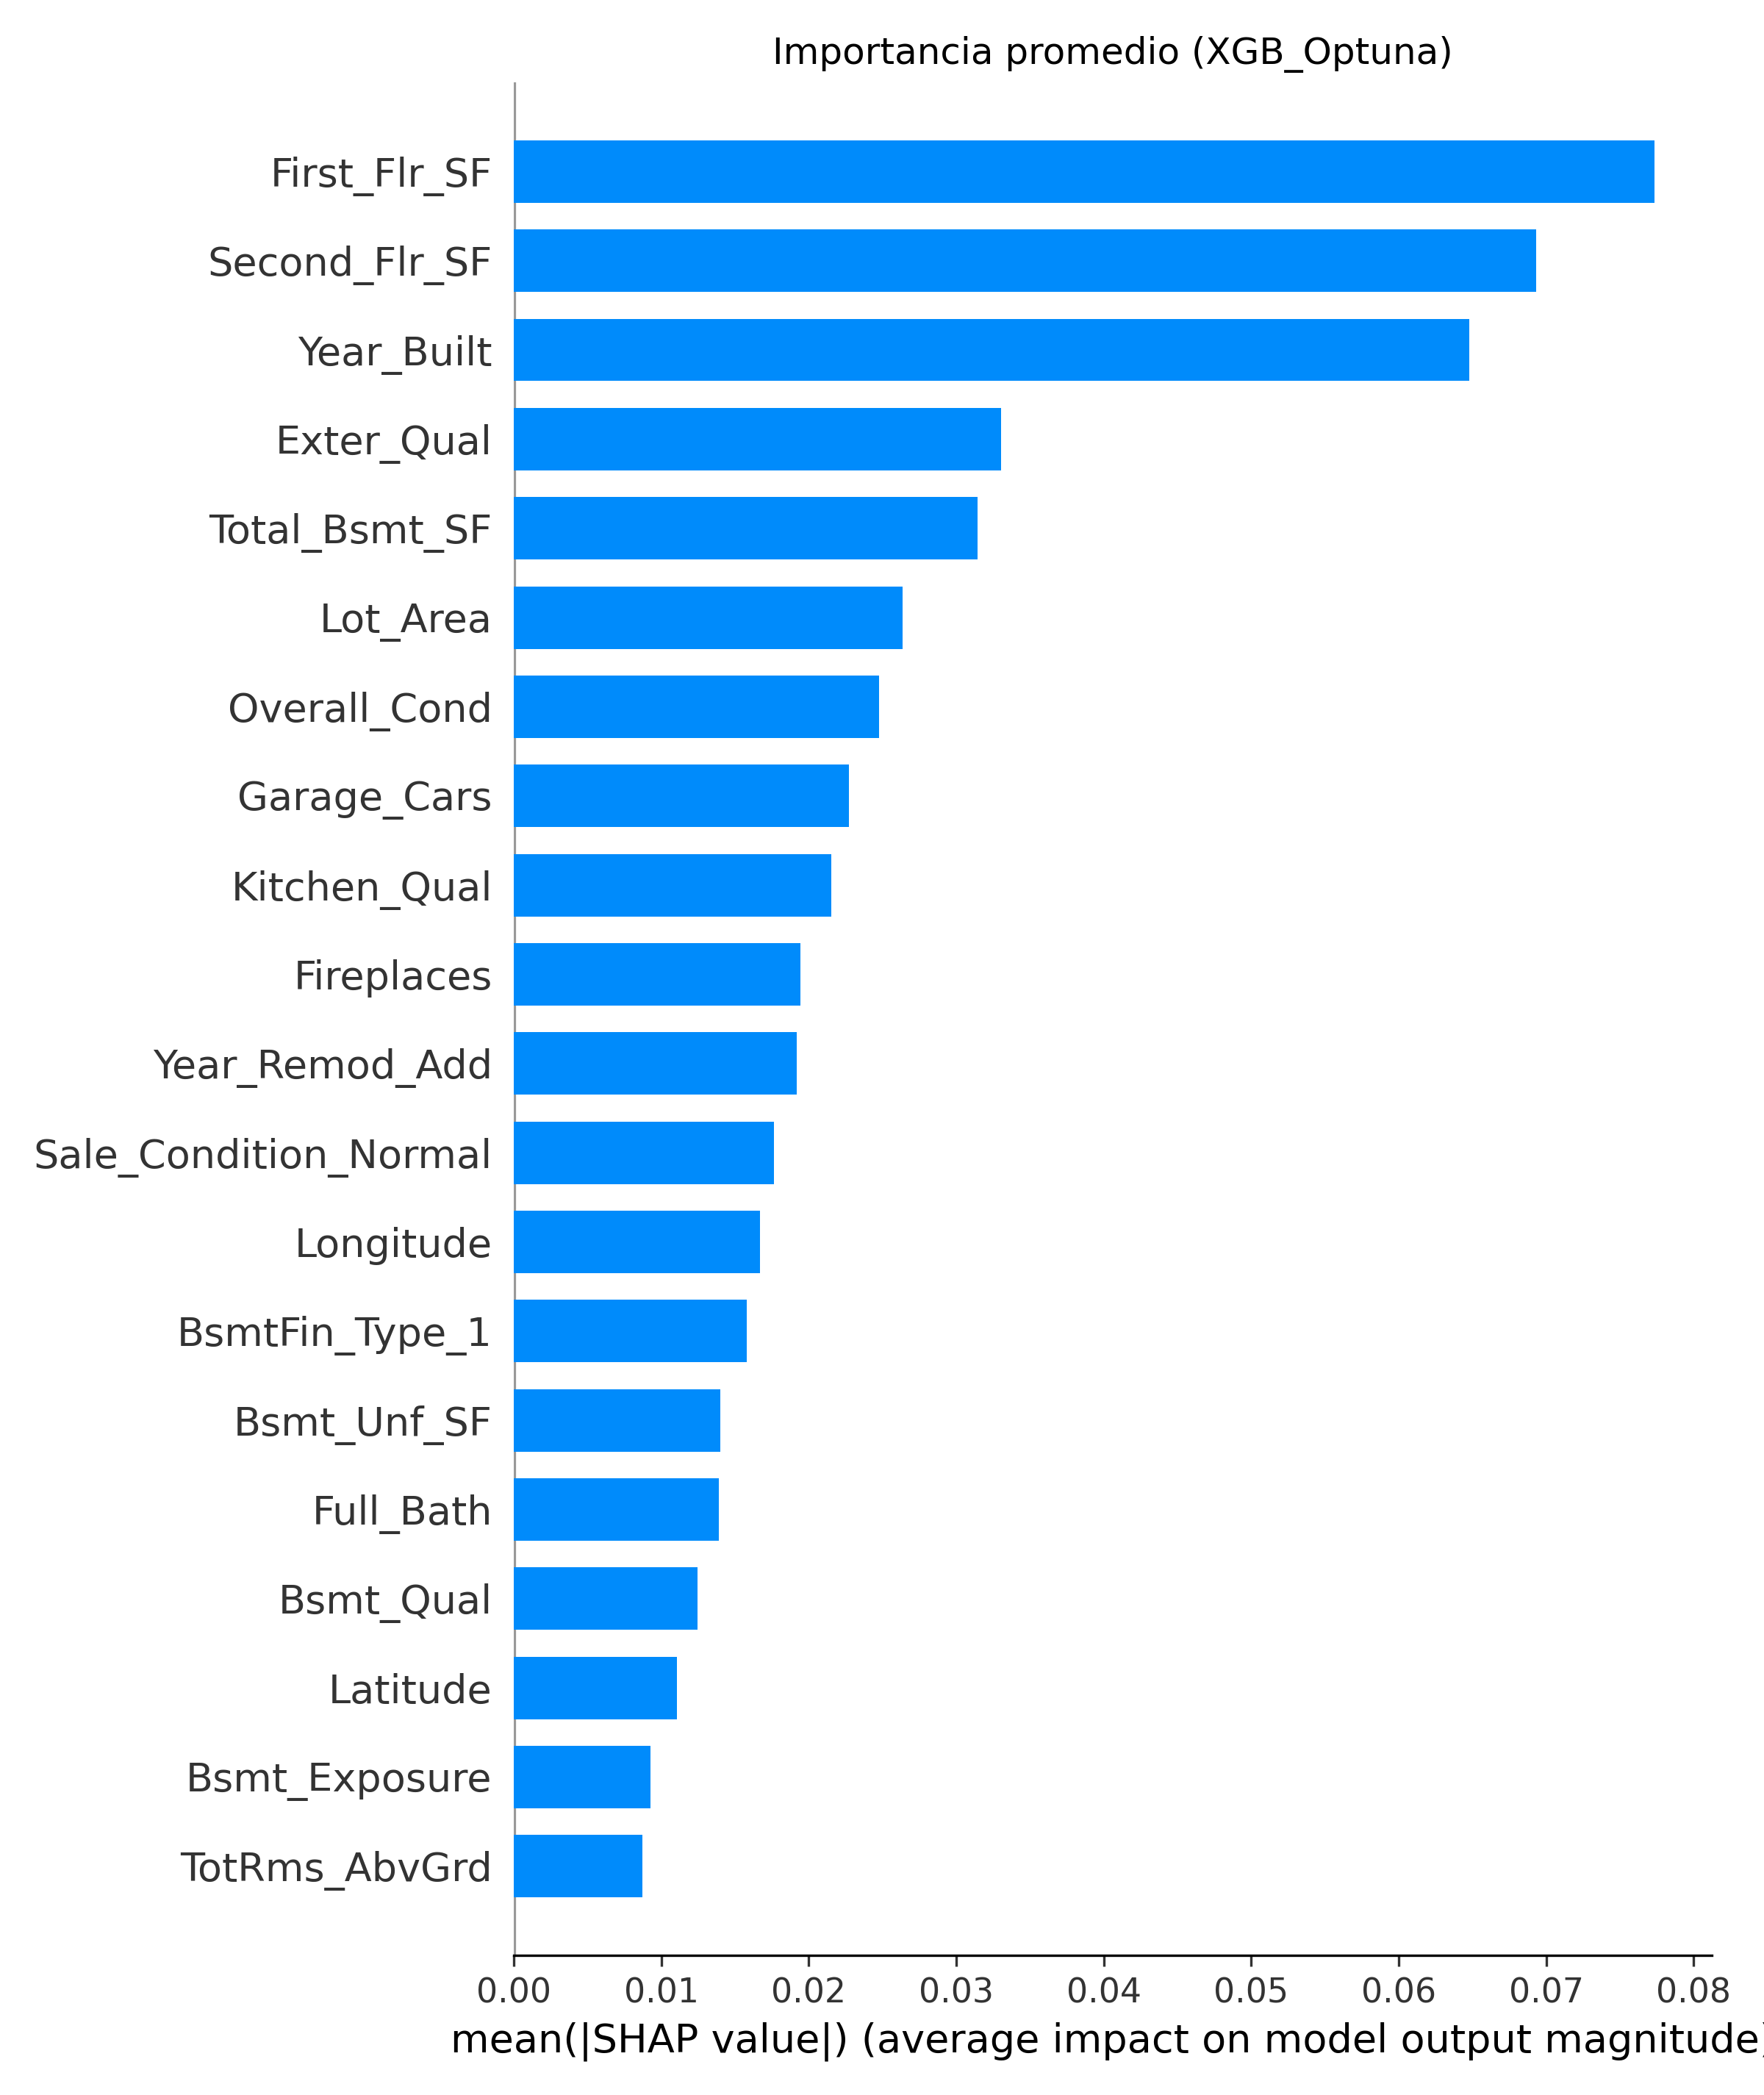 Importancia promedio (XGB_Optuna)
First_Flr_SF
Second_Flr_SF
Year_Built
Exter_Qual
Total_Bsmt_SF
Lot_Area
Overall_Cond
Garage_Cars
Kitchen_Qual
Fireplaces
Year_Remod_Add
Sale_Condition_Normal
Longitude
BsmtFin_Type_1
Bsmt_Unf_SF
Full_Bath
Bsmt_Qual
Latitude
Bsmt_Exposure
TotRms_AbvGrd
0.00 0.01 0.02 0.03 0.04 0.05 0.06 0.07 0.08
mean(|SHAP value|) (average impact on model output magnitude)